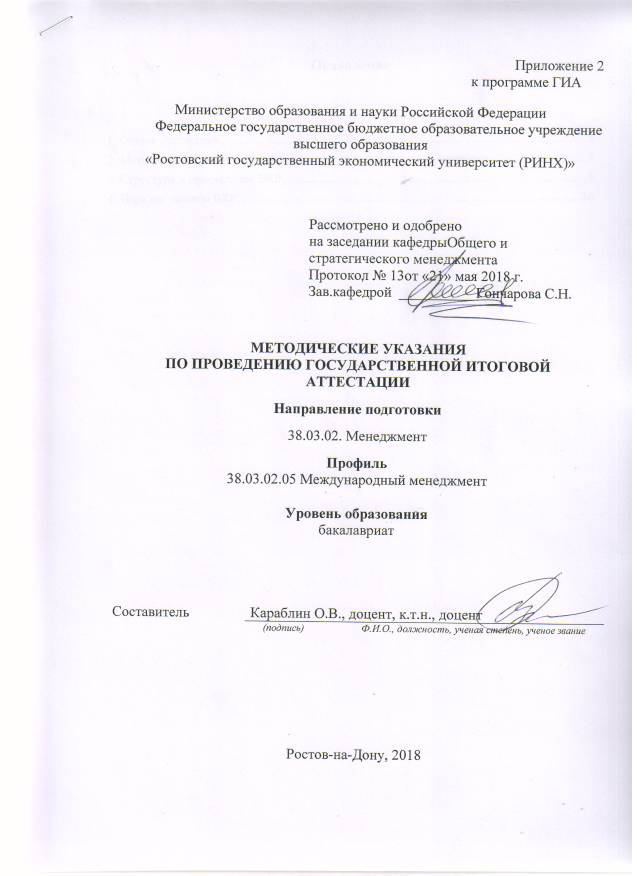 Приложение 2
к программе ГИА
Министерство образования и науки Российской Федерации
Федеральное государственное бюджетное образовательное учреждение
высшего образования
«Ростовский государственный экономический университет (РИНХ)»
Рассмотрено и одобрено
на заседании кафедрыОбщего и
стратегического менеджмента
Протокол № 13от «21» мая 2018 г.
Зав.кафедрой Гончарова С.Н.
МЕТОДИЧЕСКИЕ УКАЗАНИЯ
ПО ПРОВЕДЕНИЮ ГОСУДАРСТВЕННОЙ ИТОГОВОЙ
АТТЕСТАЦИИ
Направление подготовки
38.03.02. Менеджмент
Профиль
38.03.02.05 Международный менеджмент
Уровень образования
бакалавриат
Составитель Караблин О.В., доцент, к.т.н., доцент
(подпись) Ф.И.О., должность, ученая степень, ученое звание
Ростов-на-Дону, 2018